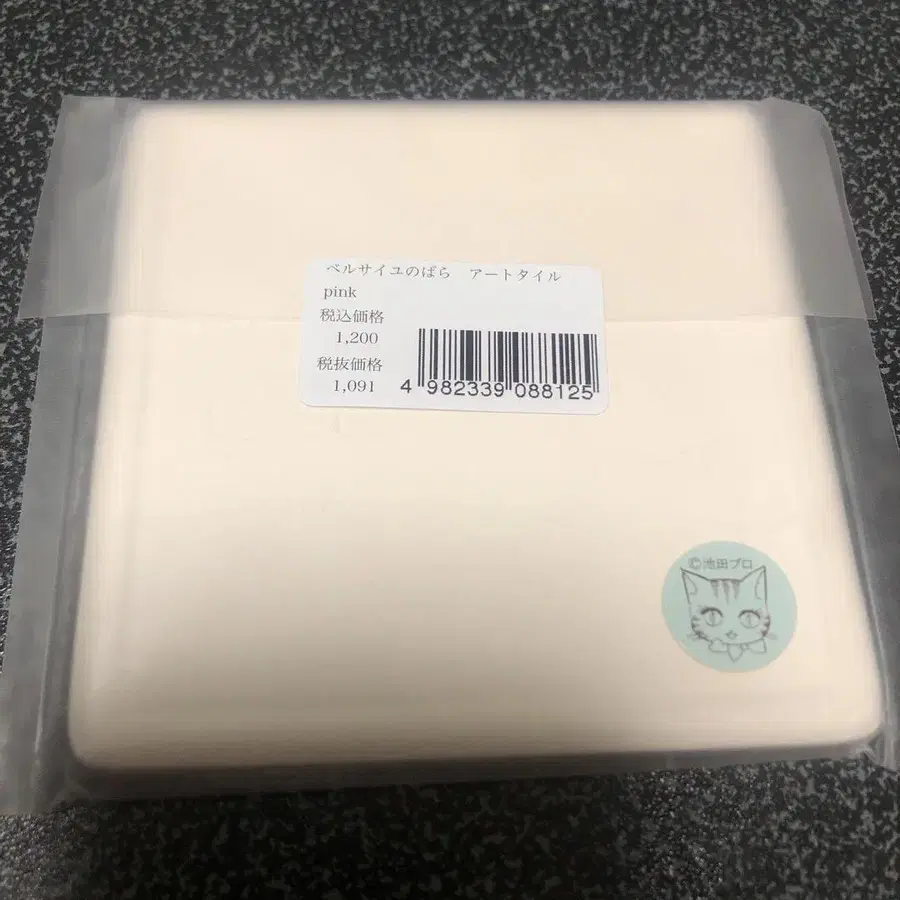 ベルサイユのばら　アートタイル
pink
税込価格
1,200
税抜価格
1,091
4 982339 088125
©池田プロ